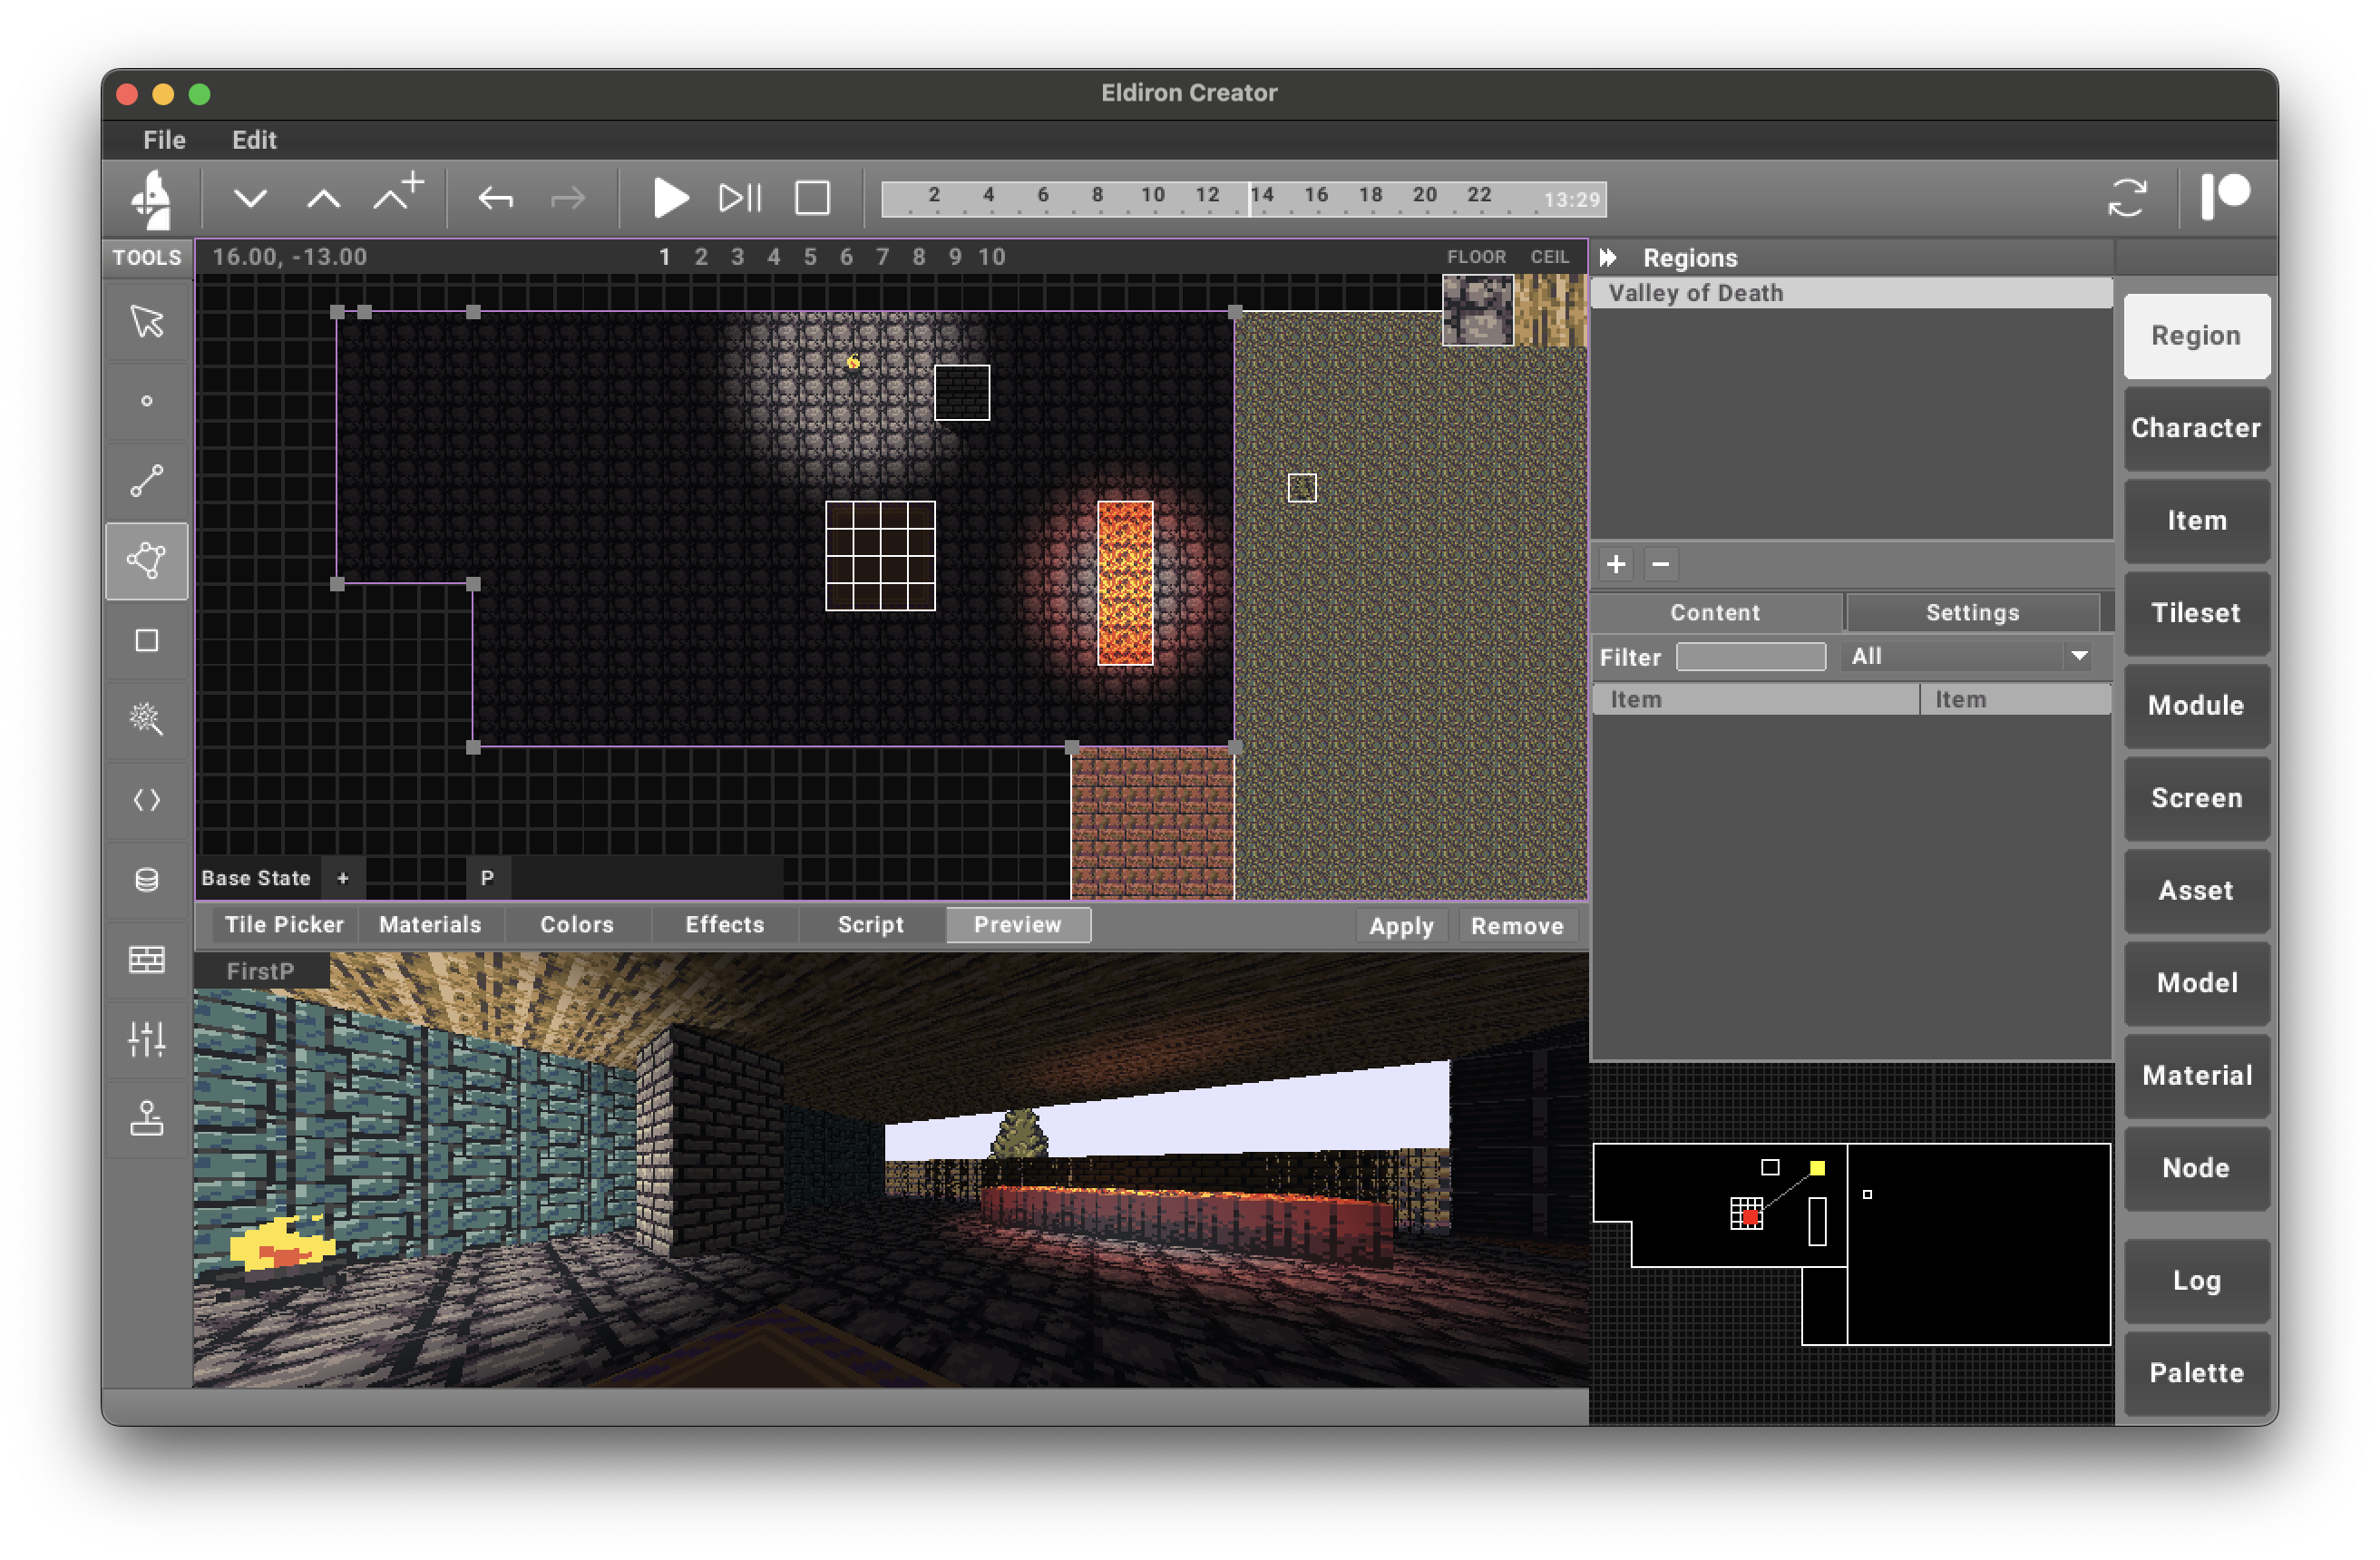 Eldiron Creator
File Edit
2 4 6 8 10 12 14 16 18 20 22 13:29
TOOLS
16.00, -13.00
1 2 3 4 5 6 7 8 9 10
FLOOR CEIL
Base State + P
Tile Picker Materials Colors Effects Script Preview Apply Remove
FirstP
Regions
Valley of Death
+ −
Content Settings
Filter All
Item Item
Region
Character
Item
Tileset
Module
Screen
Asset
Model
Material
Node
Log
Palette